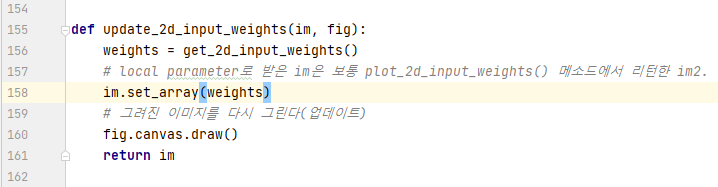 154
155 def update_2d_input_weights(im, fig):
156 weights = get_2d_input_weights()
157 # local parameter로 받은 im은 보통 plot_2d_input_weights() 메소드에서 리턴한 im2.
158 im.set_array(weights)
159 # 그려진 이미지를 다시 그린다(업데이트)
160 fig.canvas.draw()
161 return im
162